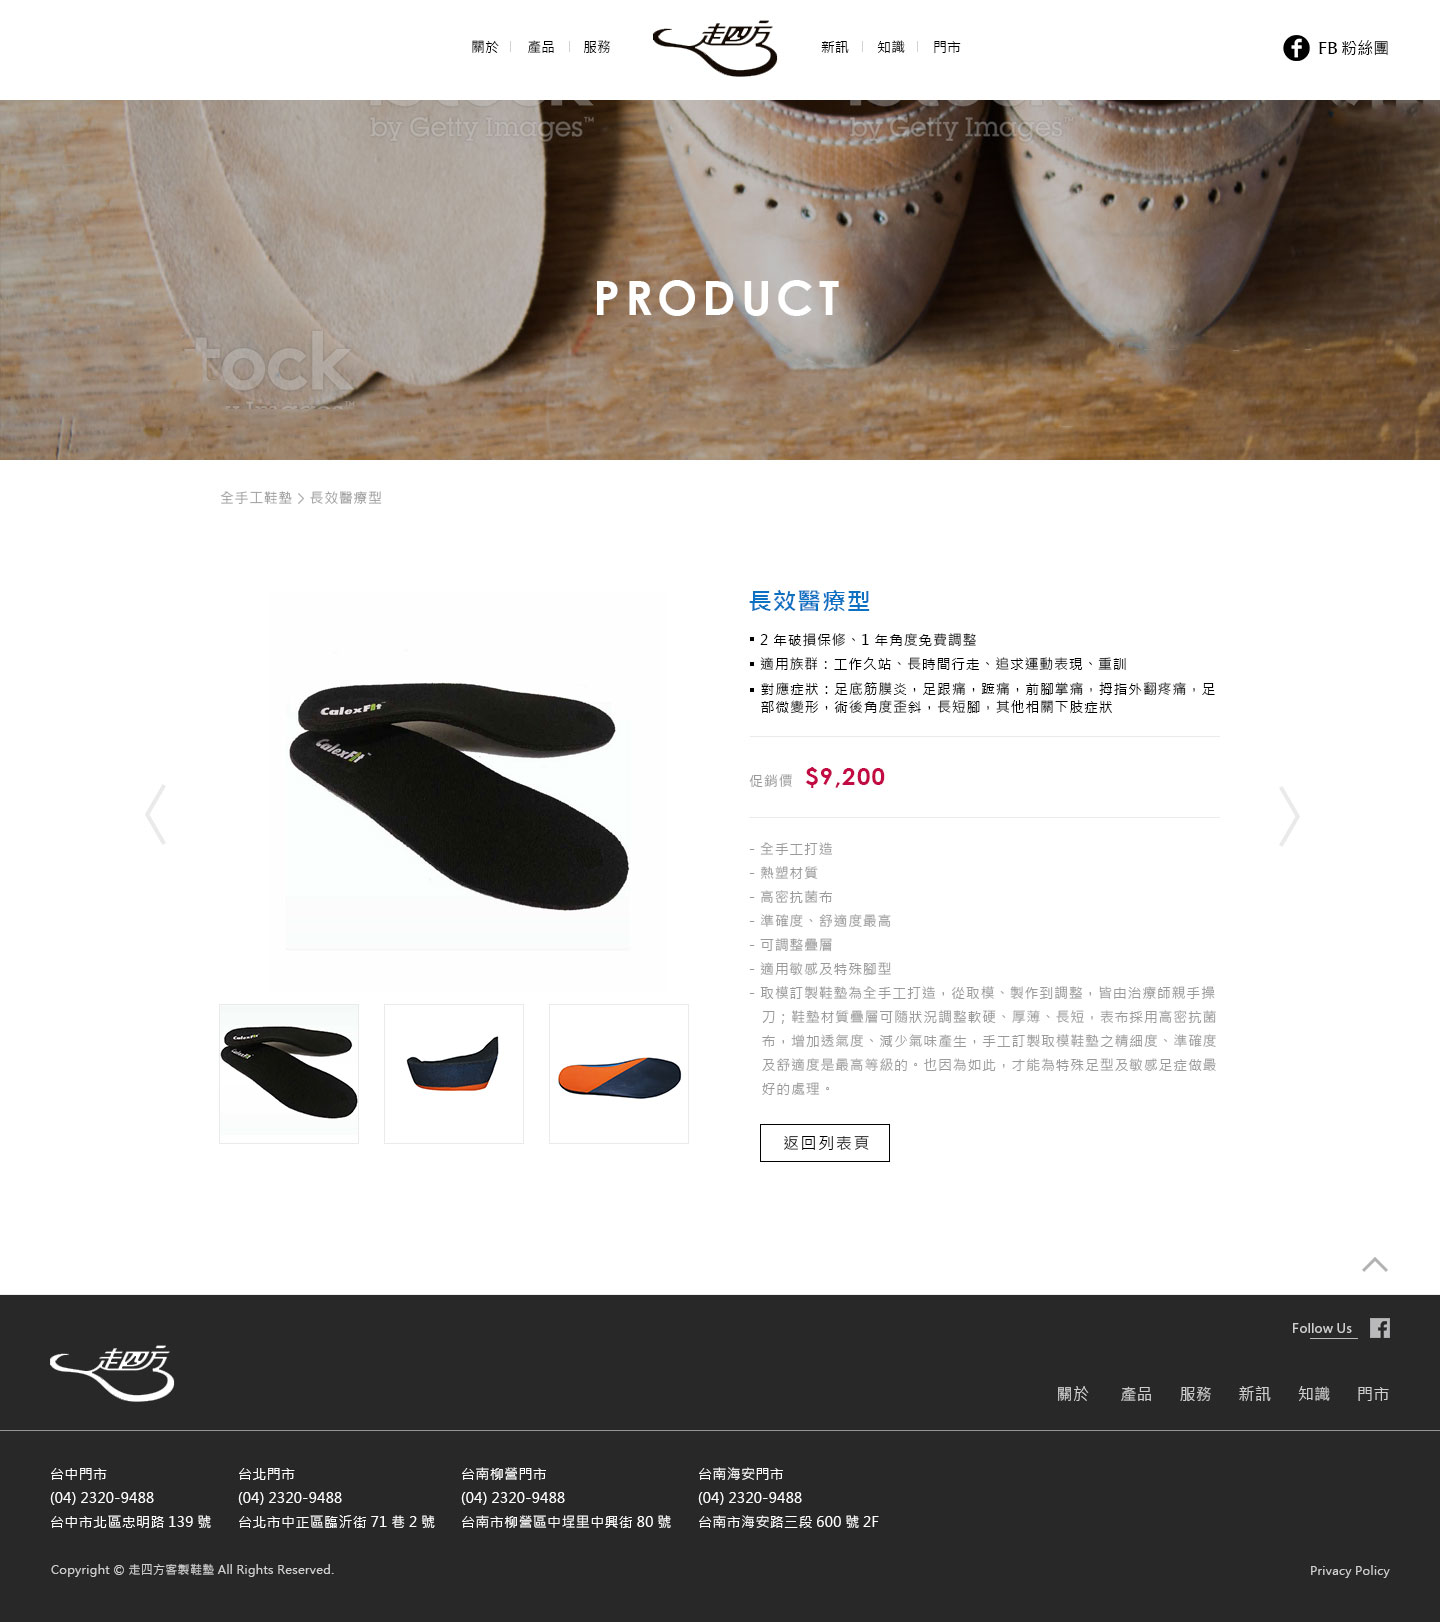 關於 產品 服務 走四方 新訊 知識 門市 FB 粉絲團
by Getty Images™ by Getty Images™
PRODUCT
tock
全手工鞋墊 > 長效醫療型
長效醫療型
▪ 2 年破損保修、1 年角度免費調整
▪ 適用族群：工作久站、長時間行走、追求運動表現、重訓
▪ 對應症狀：足底筋膜炎，足跟痛，蹠痛，前腳掌痛，拇指外翻疼痛，足
部微變形，術後角度歪斜，長短腳，其他相關下肢症狀
促銷價 $9,200
CalexFit
CalexFit
- 全手工打造
- 熱塑材質
- 高密抗菌布
- 準確度、舒適度最高
- 可調整疊層
- 適用敏感及特殊腳型
- 取模訂製鞋墊為全手工打造，從取模、製作到調整，皆由治療師親手操
刀；鞋墊材質疊層可隨狀況調整軟硬、厚薄、長短，表布採用高密抗菌
布，增加透氣度、減少氣味產生，手工訂製取模鞋墊之精細度、準確度
及舒適度是最高等級的。也因為如此，才能為特殊足型及敏感足症做最
好的處理。
CalexFit
CalexFit
返回列表頁
Follow Us
走四方
關於 產品 服務 新訊 知識 門市
台中門市
(04) 2320-9488
台中市北區忠明路 139 號
台北門市
(04) 2320-9488
台北市中正區臨沂街 71 巷 2 號
台南柳營門市
(04) 2320-9488
台南市柳營區中埕里中興街 80 號
台南海安門市
(04) 2320-9488
台南市海安路三段 600 號 2F
Copyright © 走四方客製鞋墊 All Rights Reserved.
Privacy Policy